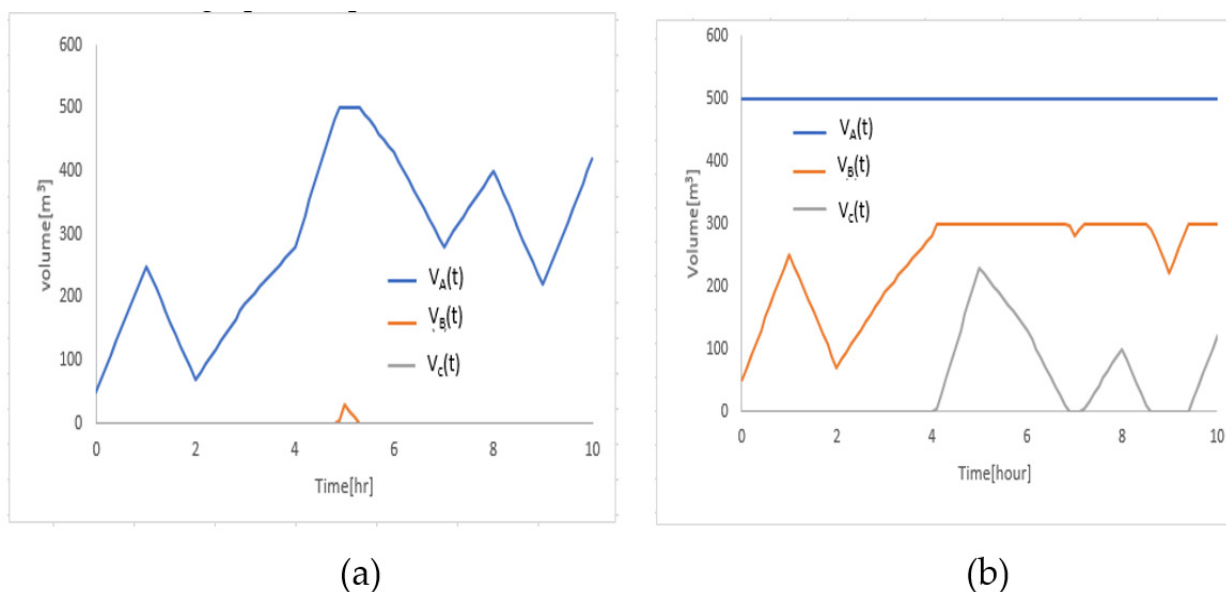 600
500
400
300
200
100
0
volume[m³]
V_A(t)
V_B(t)
V_c(t)
0 2 4 6 8 10
Time[hr]
(a)
600
500
400
300
200
100
0
Volume[m³]
V_A(t)
V_B(t)
V_c(t)
0 2 4 6 8 10
Time[hour]
(b)